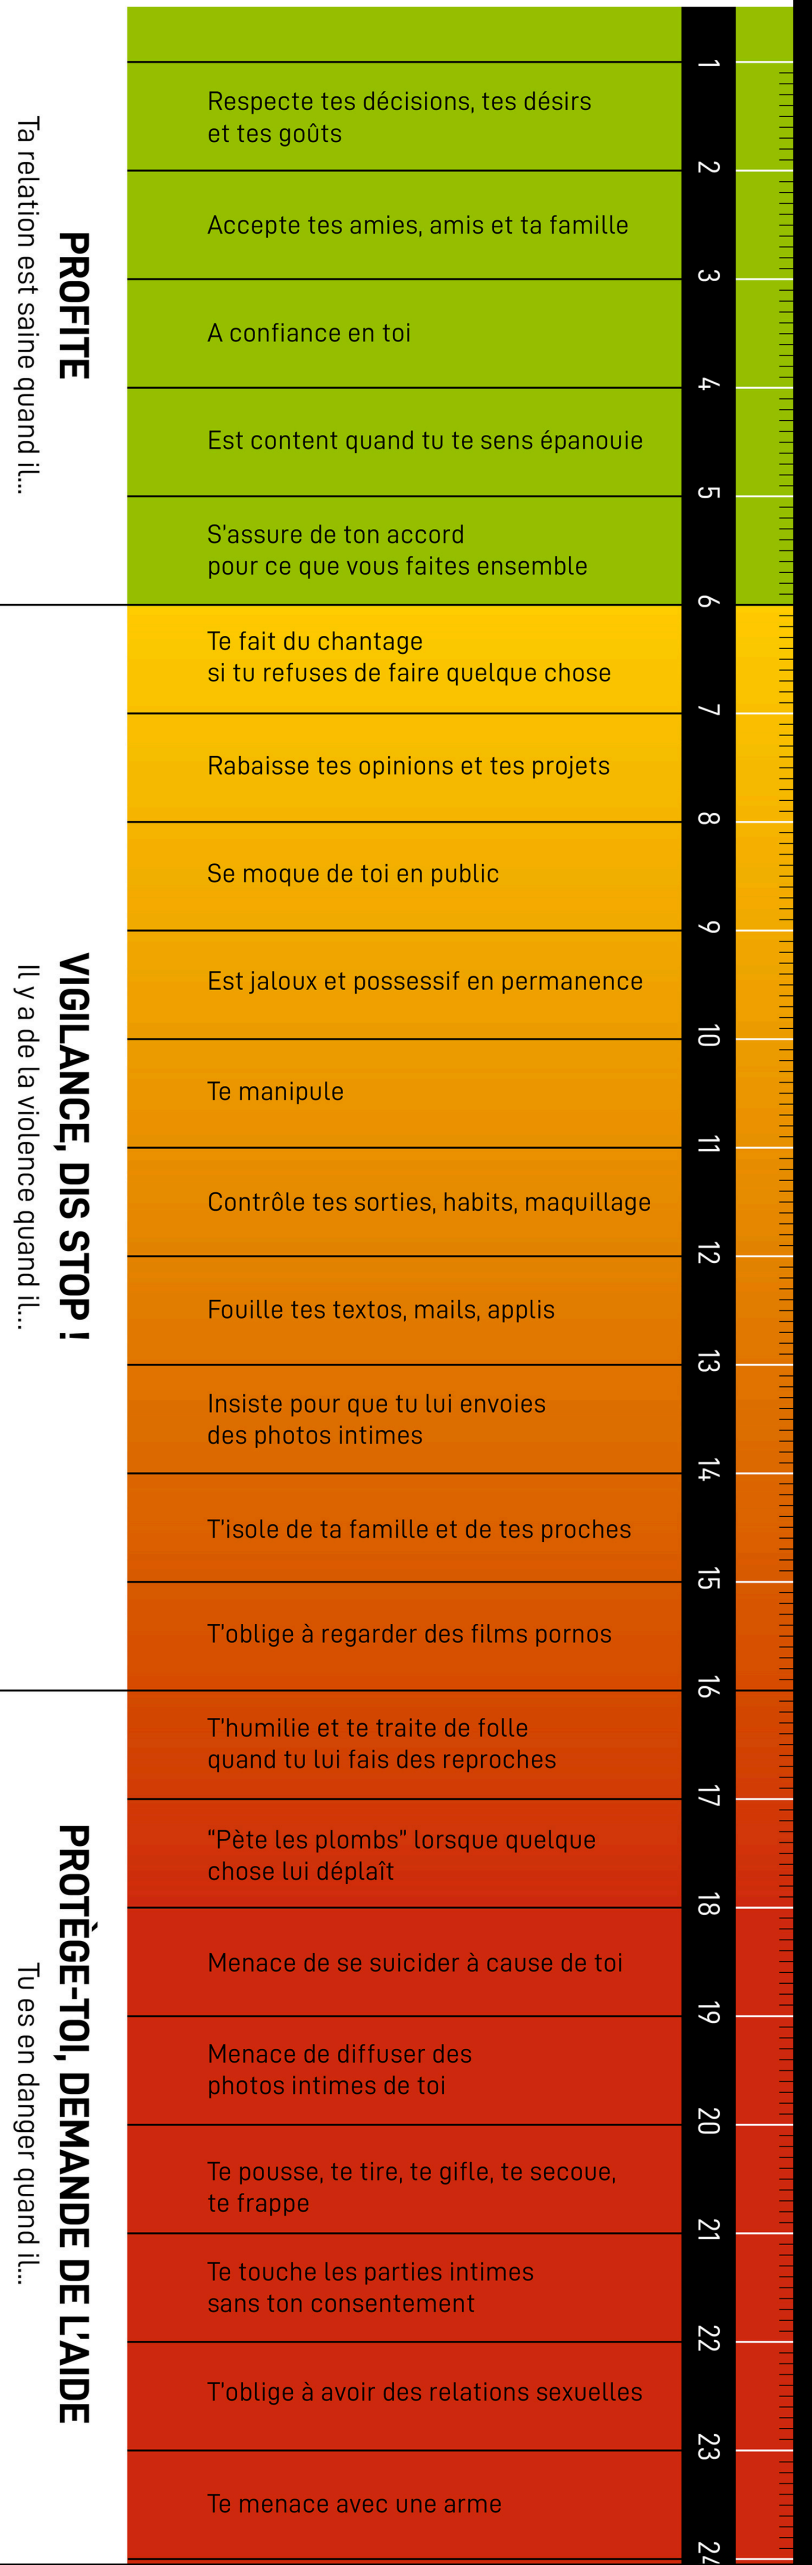 PROFITE
Ta relation est saine quand il...
1
Respecte tes décisions, tes désirs
et tes goûts
2
Accepte tes amies, amis et ta famille
3
A confiance en toi
4
Est content quand tu te sens épanouie
5
S'assure de ton accord
pour ce que vous faites ensemble
6
VIGILANCE, DIS STOP !
Il y a de la violence quand il...
Te fait du chantage
si tu refuses de faire quelque chose
7
Rabaisse tes opinions et tes projets
8
Se moque de toi en public
9
Est jaloux et possessif en permanence
10
Te manipule
11
Contrôle tes sorties, habits, maquillage
12
Fouille tes textos, mails, applis
13
Insiste pour que tu lui envoies
des photos intimes
14
T'isole de ta famille et de tes proches
15
T'oblige à regarder des films pornos
16
PROTÈGE-TOI, DEMANDE DE L'AIDE
Tu es en danger quand il...
T'humilie et te traite de folle
quand tu lui fais des reproches
17
“Pète les plombs” lorsque quelque
chose lui déplaît
18
Menace de se suicider à cause de toi
19
Menace de diffuser des
photos intimes de toi
20
Te pousse, te tire, te gifle, te secoue,
te frappe
21
Te touche les parties intimes
sans ton consentement
22
T'oblige à avoir des relations sexuelles
23
Te menace avec une arme
24